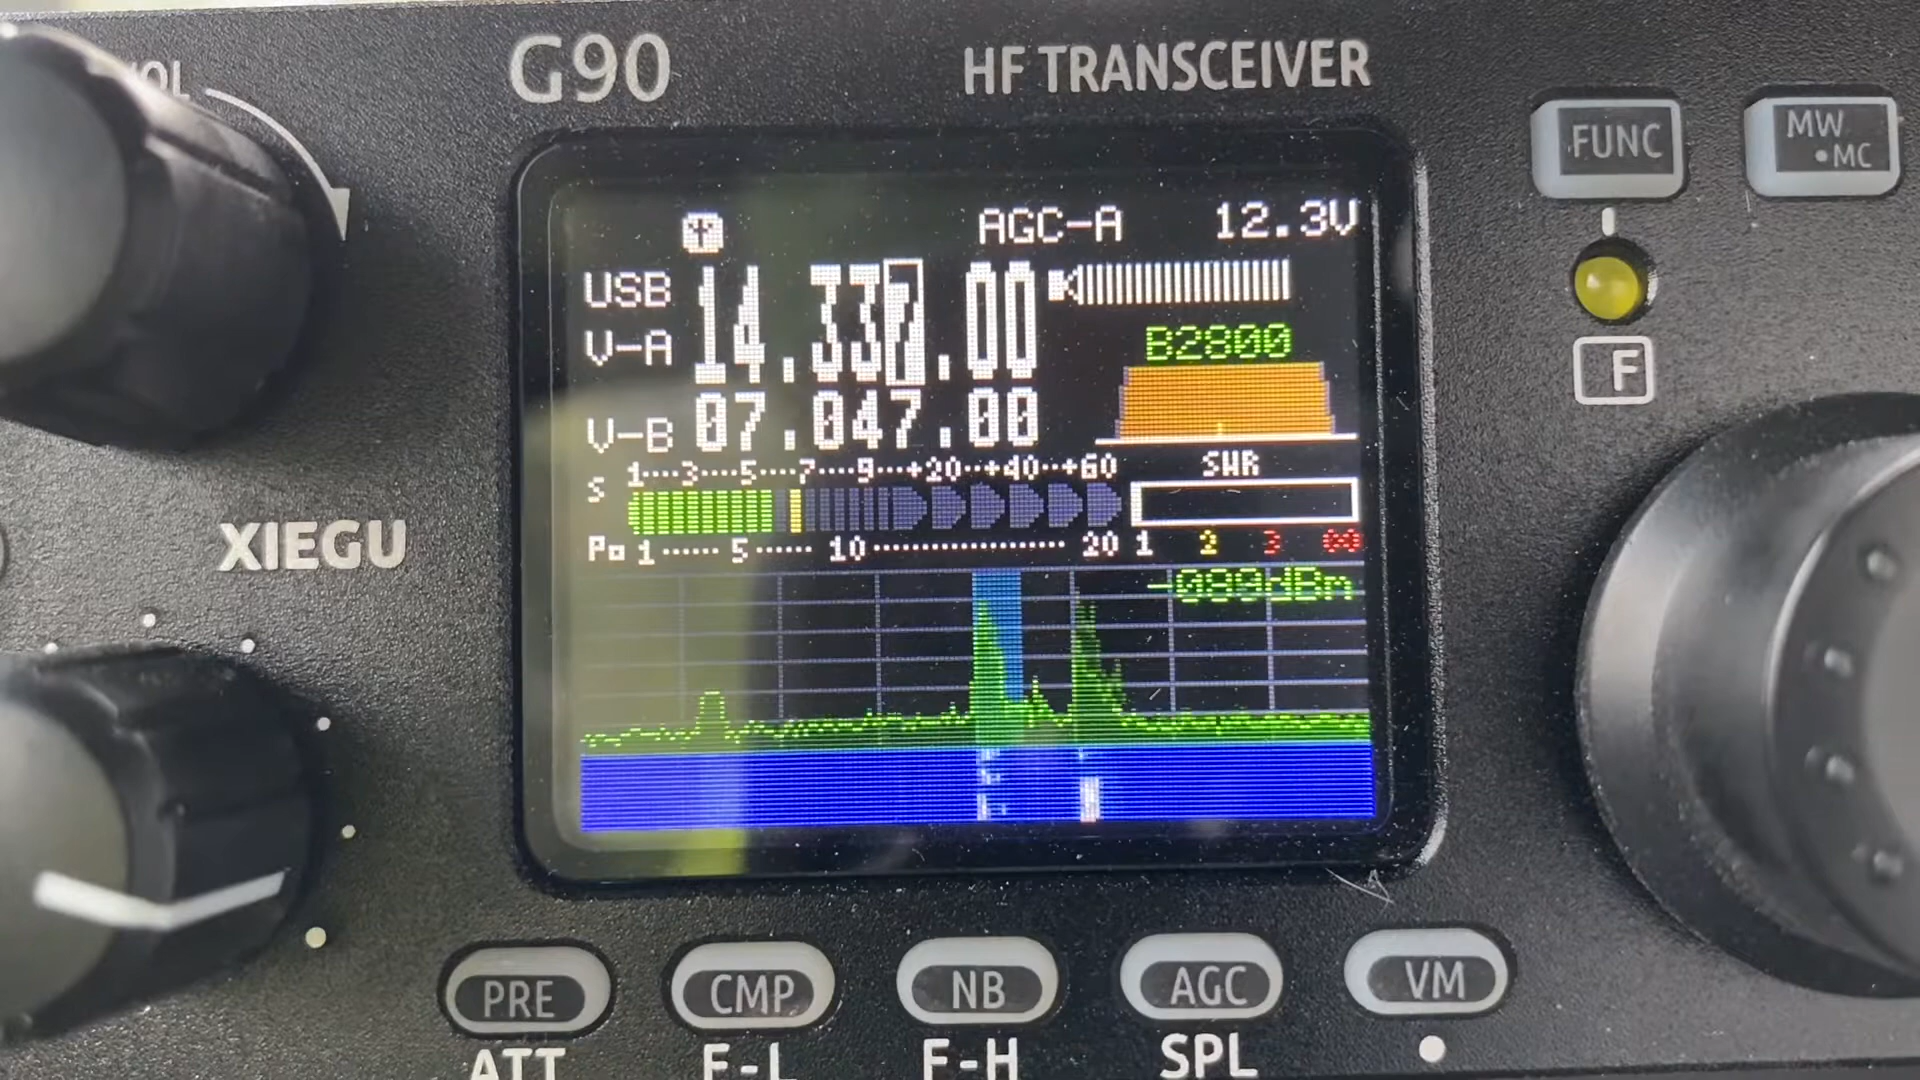 G90 HF TRANSCEIVER
FUNC
MW
•MC
AGC-A 12.3V
USB 14.337.00
V-A
B2800
V-B 07.047.00
1····3····5····7····9···+20··+40··+60 SWR
S
Po 1······5······10··················20 1 2 3 ∞
-089dBm
F
XIEGU
PRE CMP NB AGC VM
ATT F-L F-H SPL